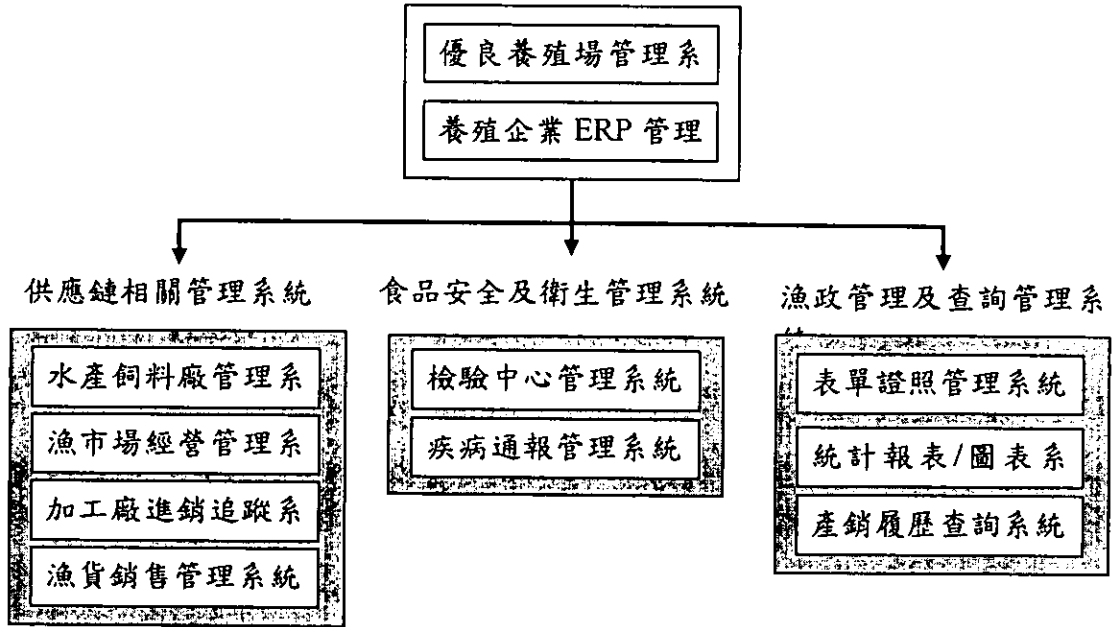 優良養殖場管理系
養殖企業 ERP 管理
供應鏈相關管理系統
水產飼料廠管理系
漁市場經營管理系
加工廠進銷追蹤系
漁貨銷售管理系統
食品安全及衛生管理系統
檢驗中心管理系統
疾病通報管理系統
漁政管理及查詢管理系
表單證照管理系統
統計報表/圖表系
產銷履歷查詢系統